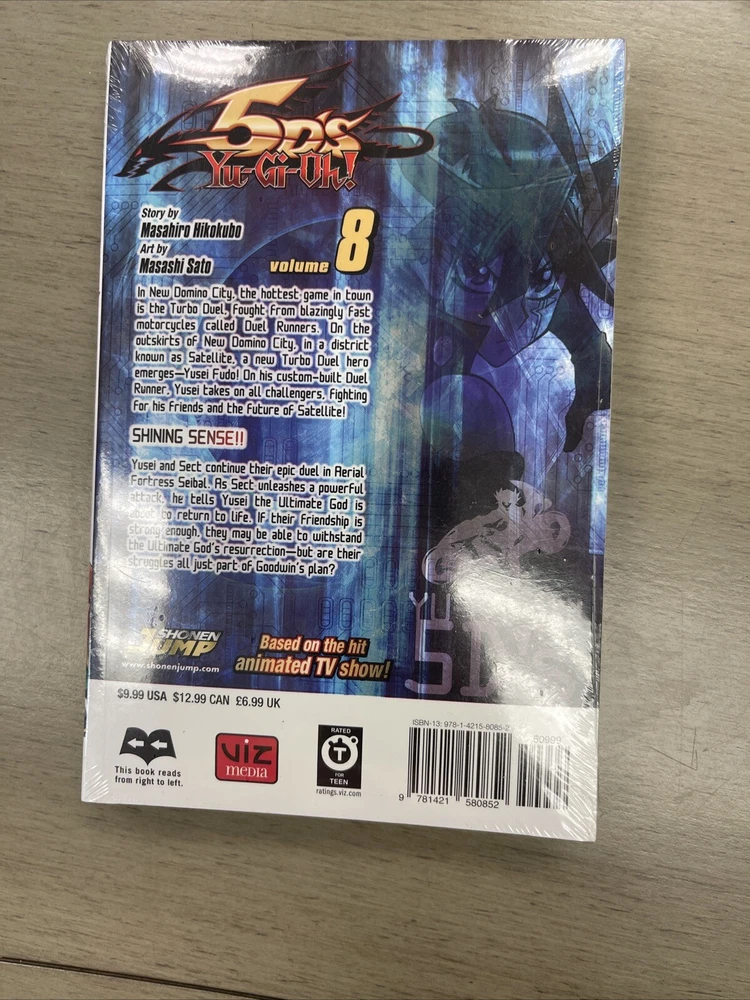 5D's
Yu-Gi-Oh!
Story by
Masahiro Hikokubo
Art by
Masashi Sato
volume 8
In New Domino City, the hottest game in town
is the Turbo Duel, fought from blazingly fast
motorcycles called Duel Runners. On the
outskirts of New Domino City, in a district
known as Satellite, a new Turbo Duel hero
emerges—Yusei Fudo! On his custom-built Duel
Runner, Yusei takes on all challengers, fighting
for his friends and the future of Satellite!
SHINING SENSE!!
Yusei and Sect continue their epic duel in Aerial
Fortress Seibal. As Sect unleashes a powerful
attack, he tells Yusei the Ultimate God is
about to return to life. If their friendship is
strong enough, they may be able to withstand
the Ultimate God's resurrection—but are their
struggles all just part of Goodwin's plan?
SHONEN
JUMP
www.shonenjump.com
Based on the hit
animated TV show!
$9.99 USA $12.99 CAN £6.99 UK
This book reads
from right to left.
VIZ
media
RATED
T
FOR
TEEN
ratings.viz.com
ISBN-13: 978-1-4215-8085-2
50999
9 781421 580852